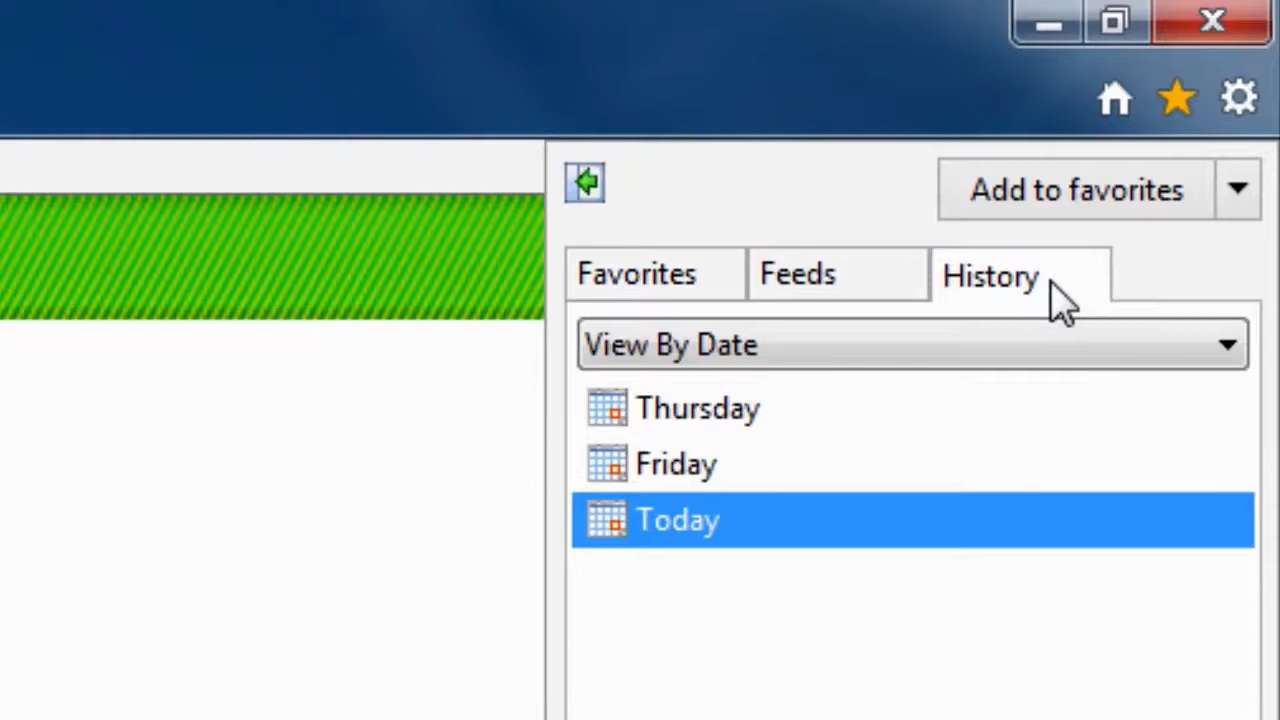 Add to favorites
Favorites
Feeds
History
View By Date
Thursday
Friday
Today